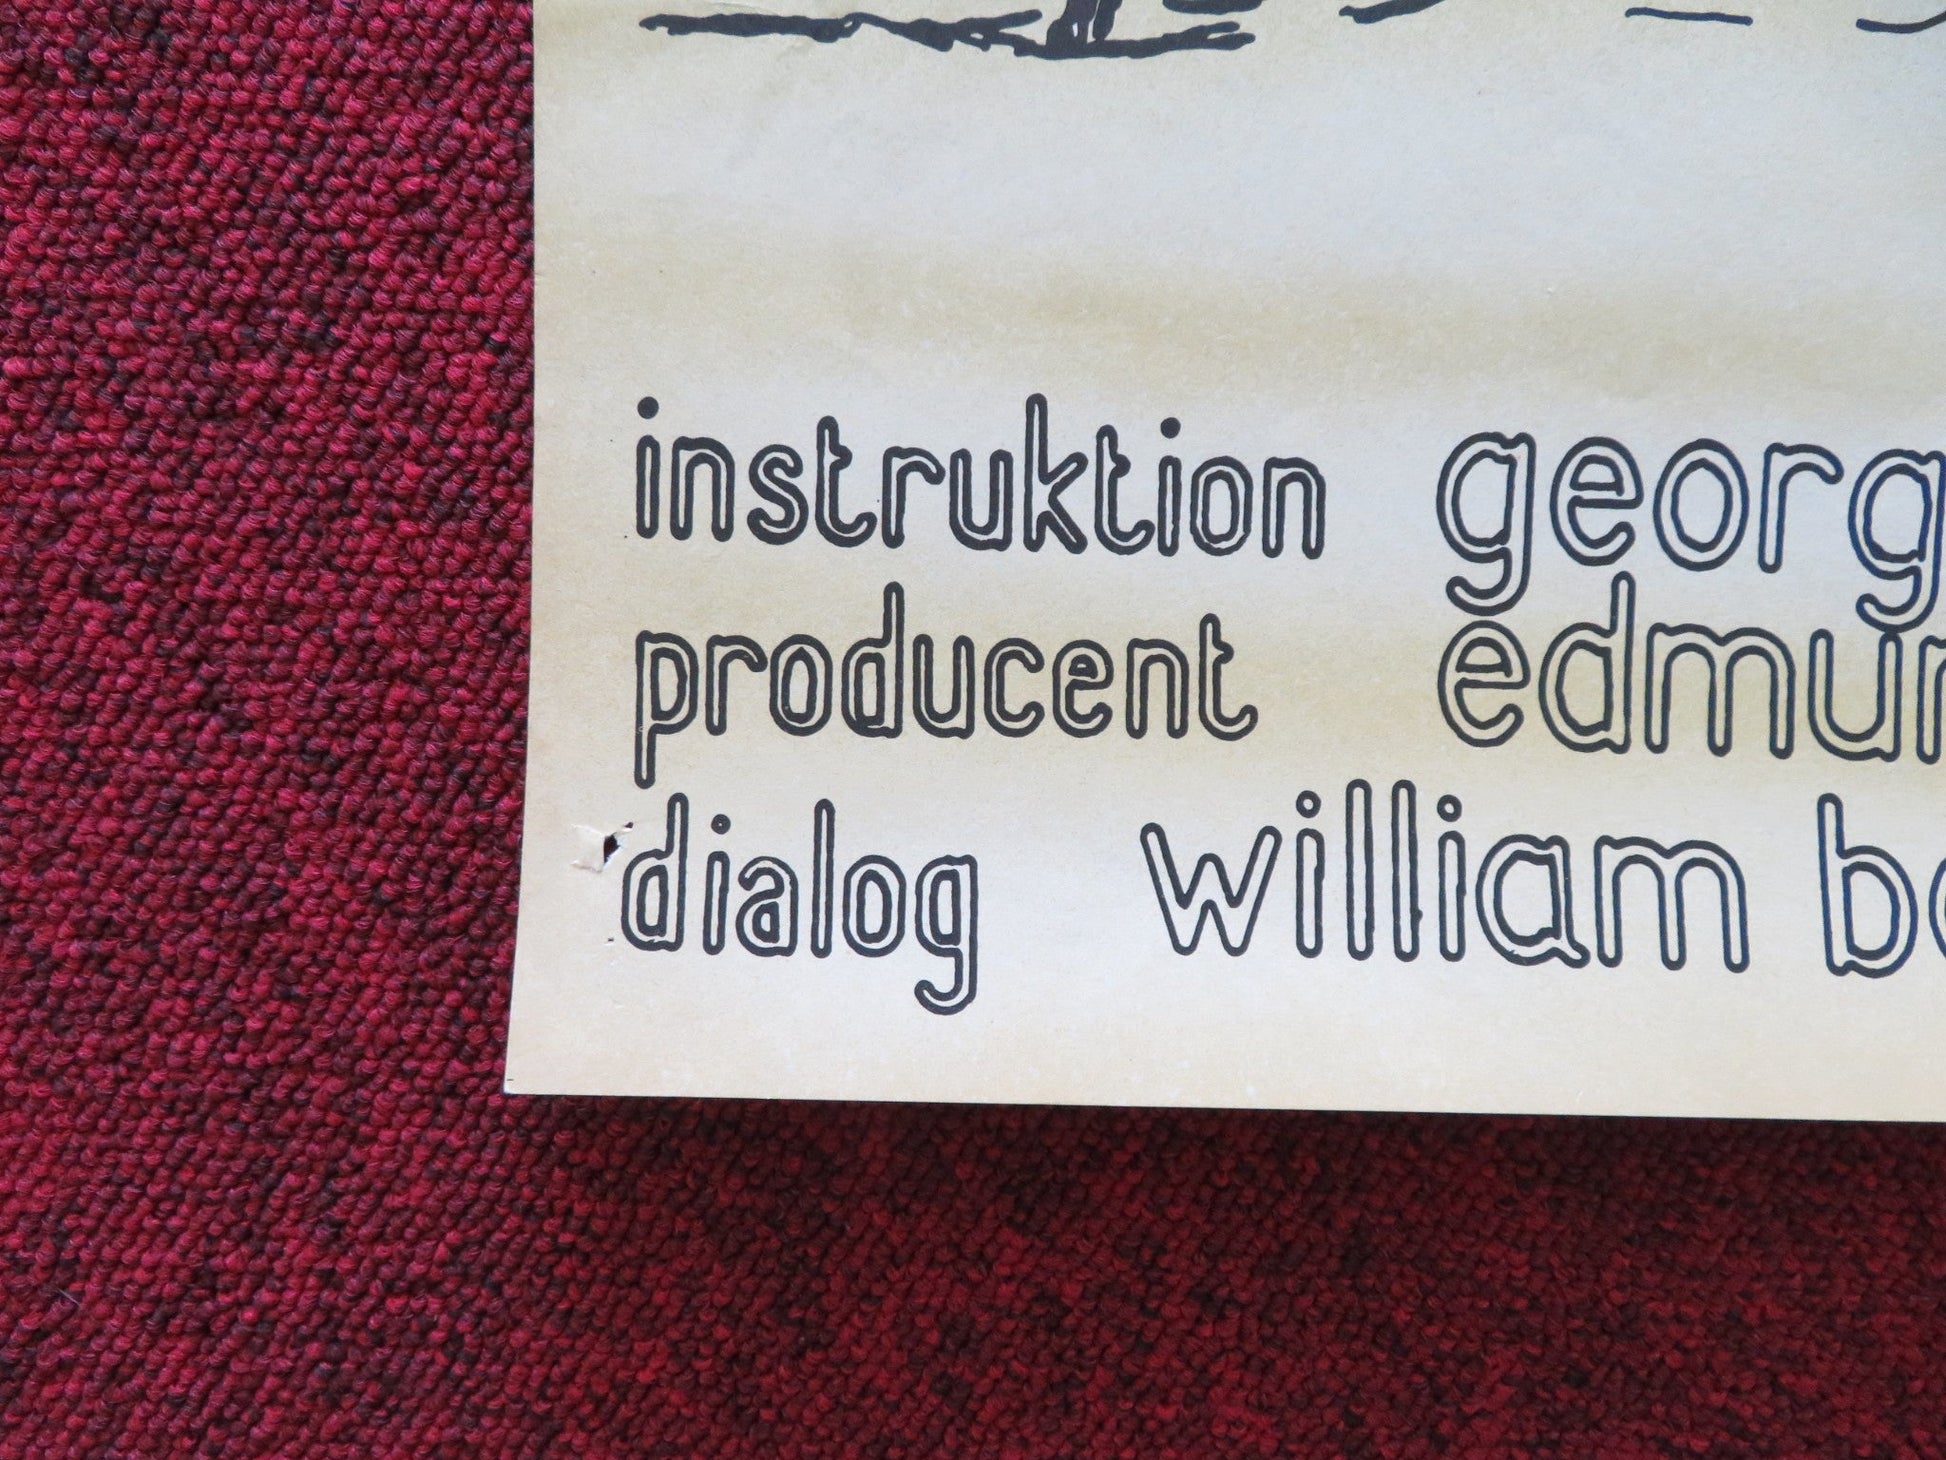 instruktion georg
producent edmun
dialog william